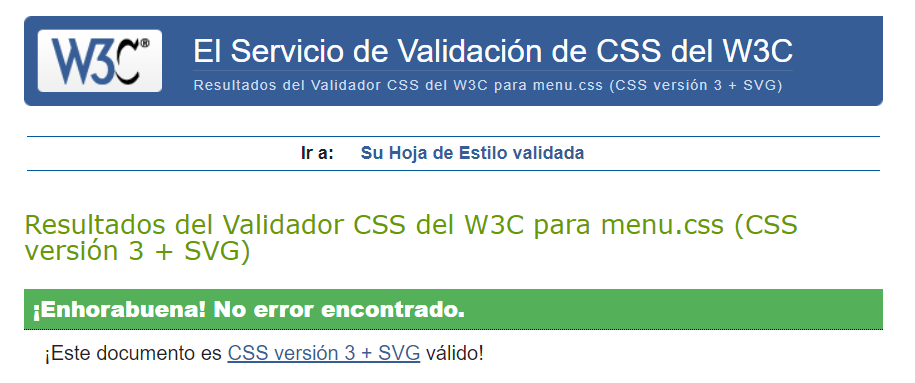 W3C®
El Servicio de Validación de CSS del W3C
Resultados del Validador CSS del W3C para menu.css (CSS versión 3 + SVG)
Ir a: Su Hoja de Estilo validada
Resultados del Validador CSS del W3C para menu.css (CSS
versión 3 + SVG)
¡Enhorabuena! No error encontrado.
¡Este documento es CSS versión 3 + SVG válido!